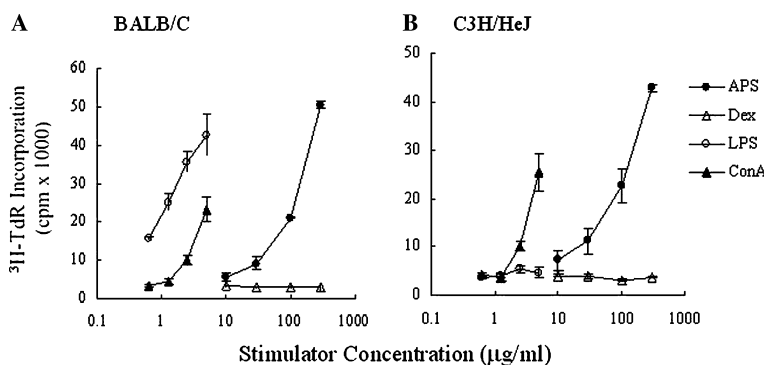 A BALB/C
B C3H/HeJ
³H-TdR Incorporation
(cpm x 1000)
60
50
40
30
20
10
0
0.1 1 10 100 1000
50
40
30
20
10
0
0.1 1 10 100 1000
APS
Dex
LPS
ConA
Stimulator Concentration (μg/ml)